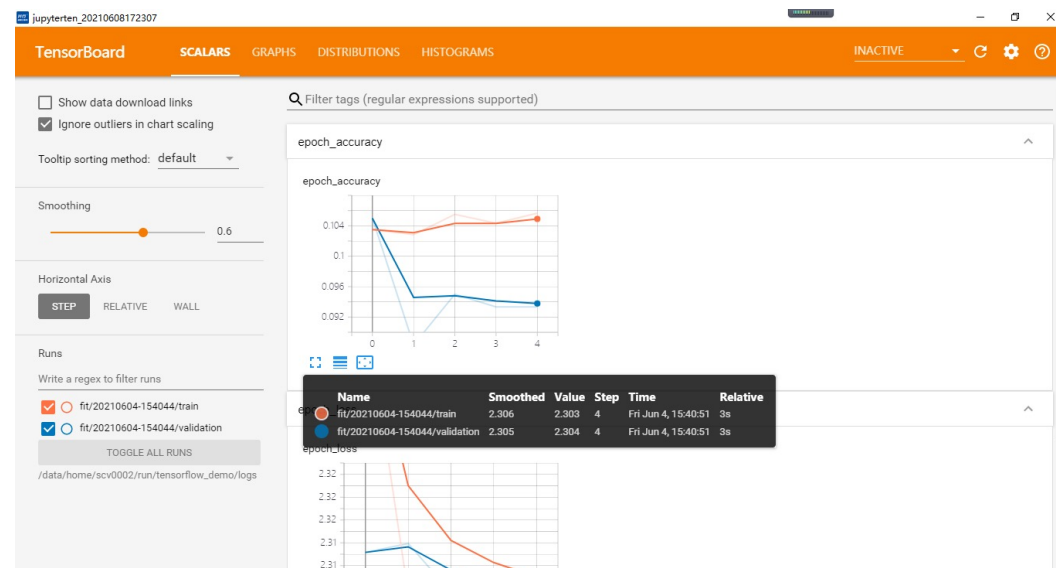 jupyterten_20210608172307
TensorBoard SCALARS GRAPHS DISTRIBUTIONS HISTOGRAMS INACTIVE
Show data download links
Ignore outliers in chart scaling
Tooltip sorting method: default
Smoothing
0.6
Horizontal Axis
STEP RELATIVE WALL
Runs
Write a regex to filter runs
fit/20210604-154044/train
fit/20210604-154044/validation
TOGGLE ALL RUNS
/data/home/scv0002/run/tensorflow_demo/logs
Filter tags (regular expressions supported)
epoch_accuracy
epoch_accuracy
0.104
0.1
0.096
0.092
0 1 2 3 4
Name Smoothed Value Step Time Relative
fit/20210604-154044/train 2.306 2.303 4 Fri Jun 4, 15:40:51 3s
fit/20210604-154044/validation 2.305 2.304 4 Fri Jun 4, 15:40:51 3s
epoch_loss
2.32
2.32
2.32
2.31
2.31